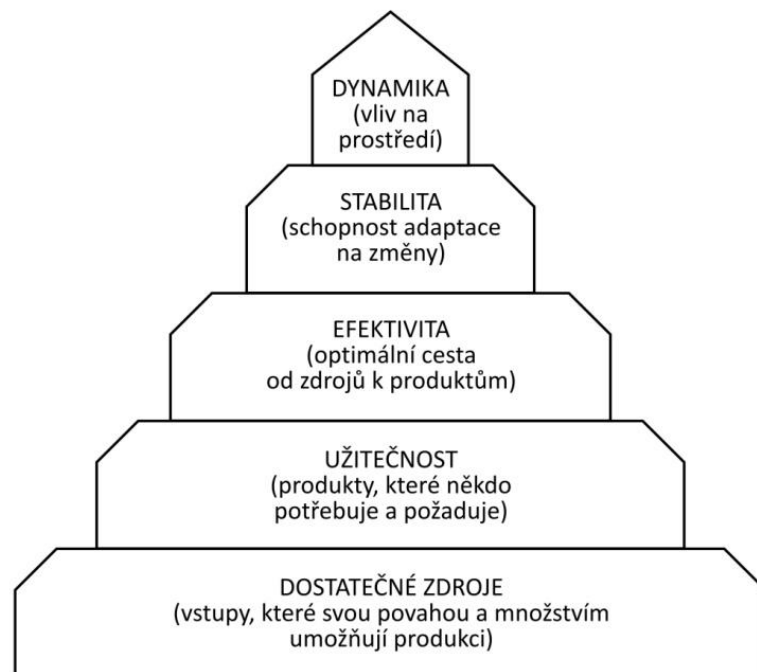 DYNAMIKA
(vliv na
prostředí)
STABILITA
(schopnost adaptace
na změny)
EFEKTIVITA
(optimální cesta
od zdrojů k produktům)
UŽITEČNOST
(produkty, které někdo
potřebuje a požaduje)
DOSTATEČNÉ ZDROJE
(vstupy, které svou povahou a množstvím
umožňují produkci)